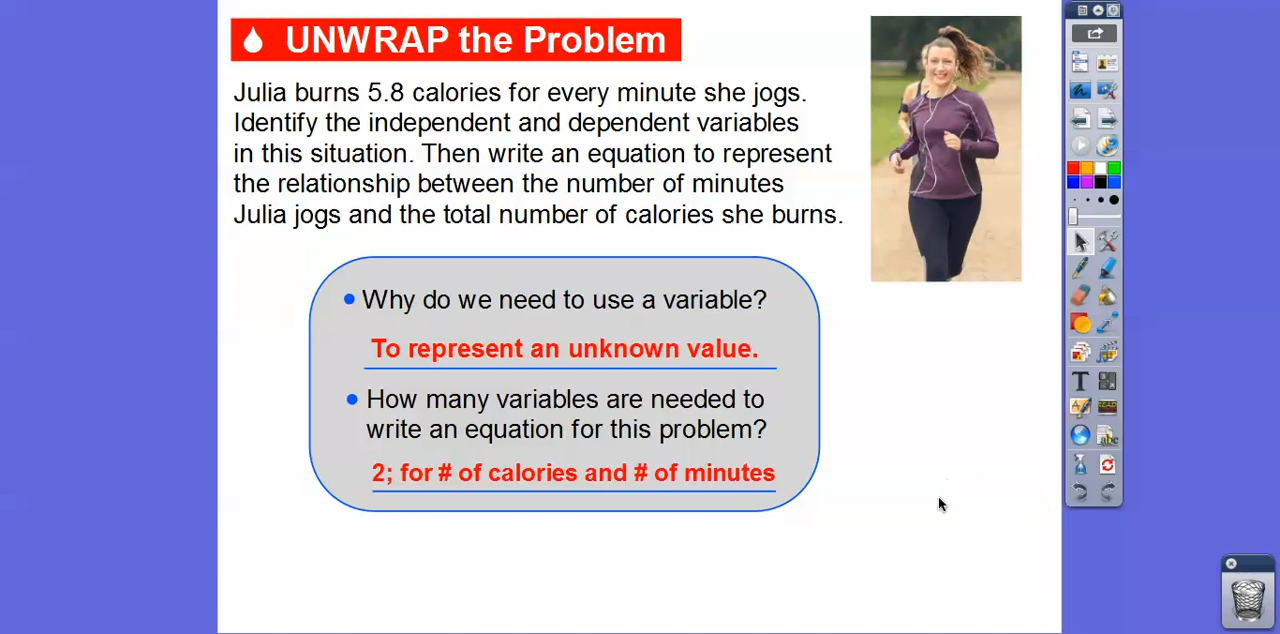 UNWRAP the Problem
Julia burns 5.8 calories for every minute she jogs.
Identify the independent and dependent variables
in this situation. Then write an equation to represent
the relationship between the number of minutes
Julia jogs and the total number of calories she burns.
• Why do we need to use a variable?
To represent an unknown value.
• How many variables are needed to
write an equation for this problem?
2; for # of calories and # of minutes
T
abc